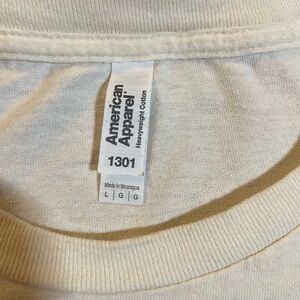 American
Apparel
Heavyweight Cotton
1301
Made in Nicaragua
L | G | G